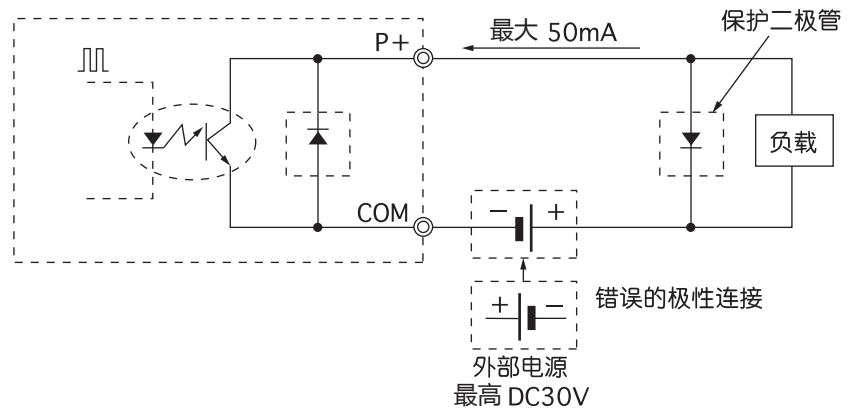 保护二极管
最大 50mA
P+
负载
COM
− +
错误的极性连接
+ −
外部电源
最高 DC30V